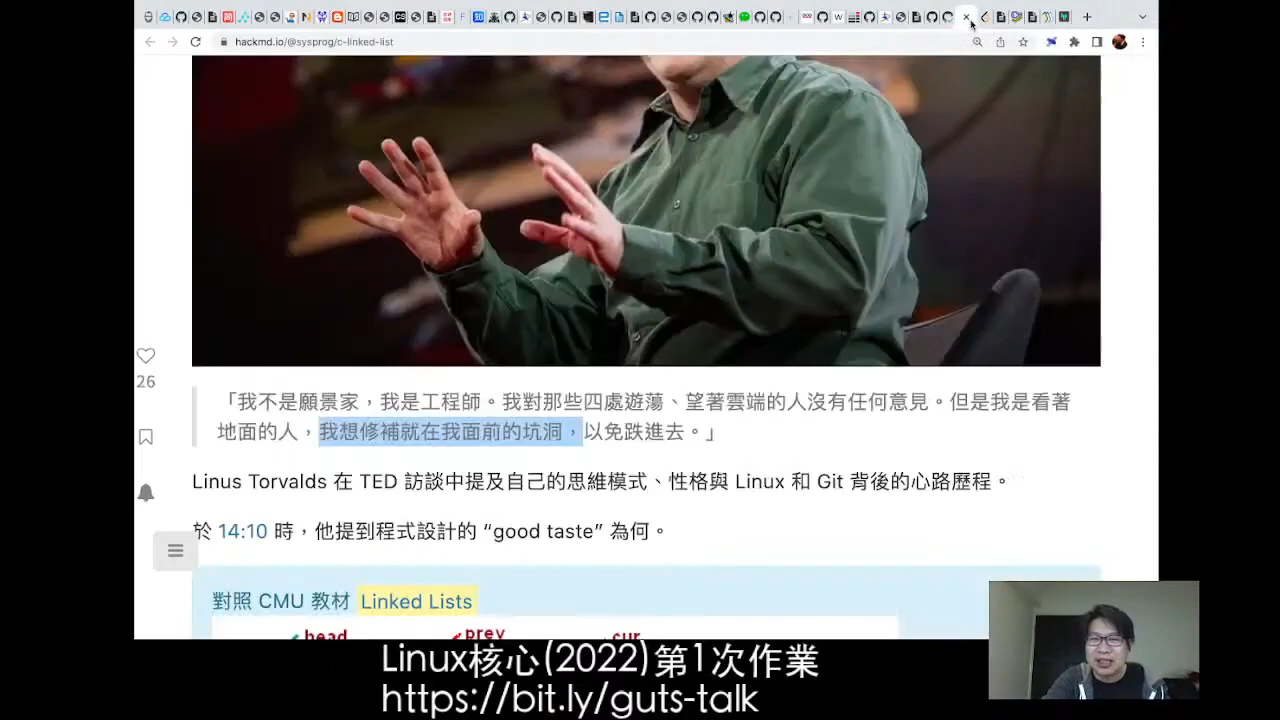 hackmd.io/@sysprog/c-linked-list
26
「我不是願景家，我是工程師。我對那些四處遊蕩、望著雲端的人沒有任何意見。但是我是看著
地面的人，我想修補就在我面前的坑洞，以免跌進去。」
Linus Torvalds 在 TED 訪談中提及自己的思維模式、性格與 Linux 和 Git 背後的心路歷程。
於 14:10 時，他提到程式設計的 “good taste” 為何。
對照 CMU 教材 Linked Lists
head prev cur
Linux核心(2022)第1次作業
https://bit.ly/guts-talk